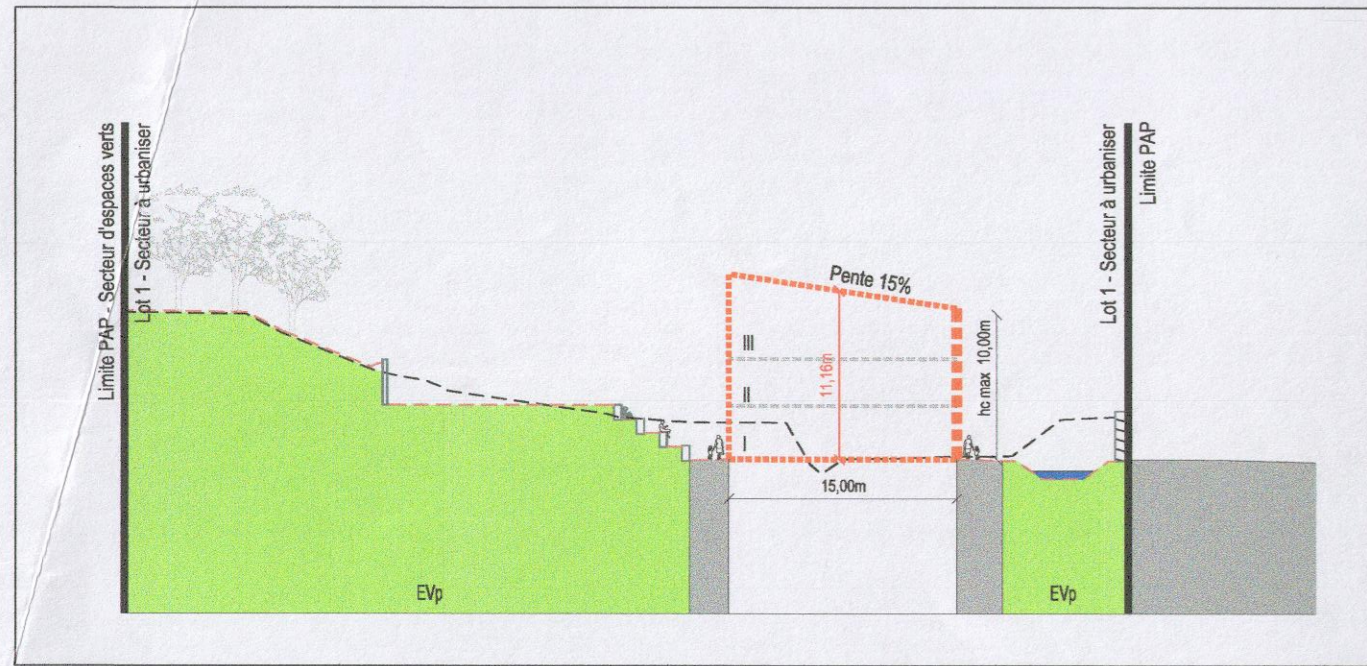 Limite PAP - Secteur d'espaces verts
Lot 1 - Secteur à urbaniser
Pente 15%
III
II
I
11,16m
hc max 10,00m
15,00m
EVp
EVp
Lot 1 - Secteur à urbaniser
Limite PAP